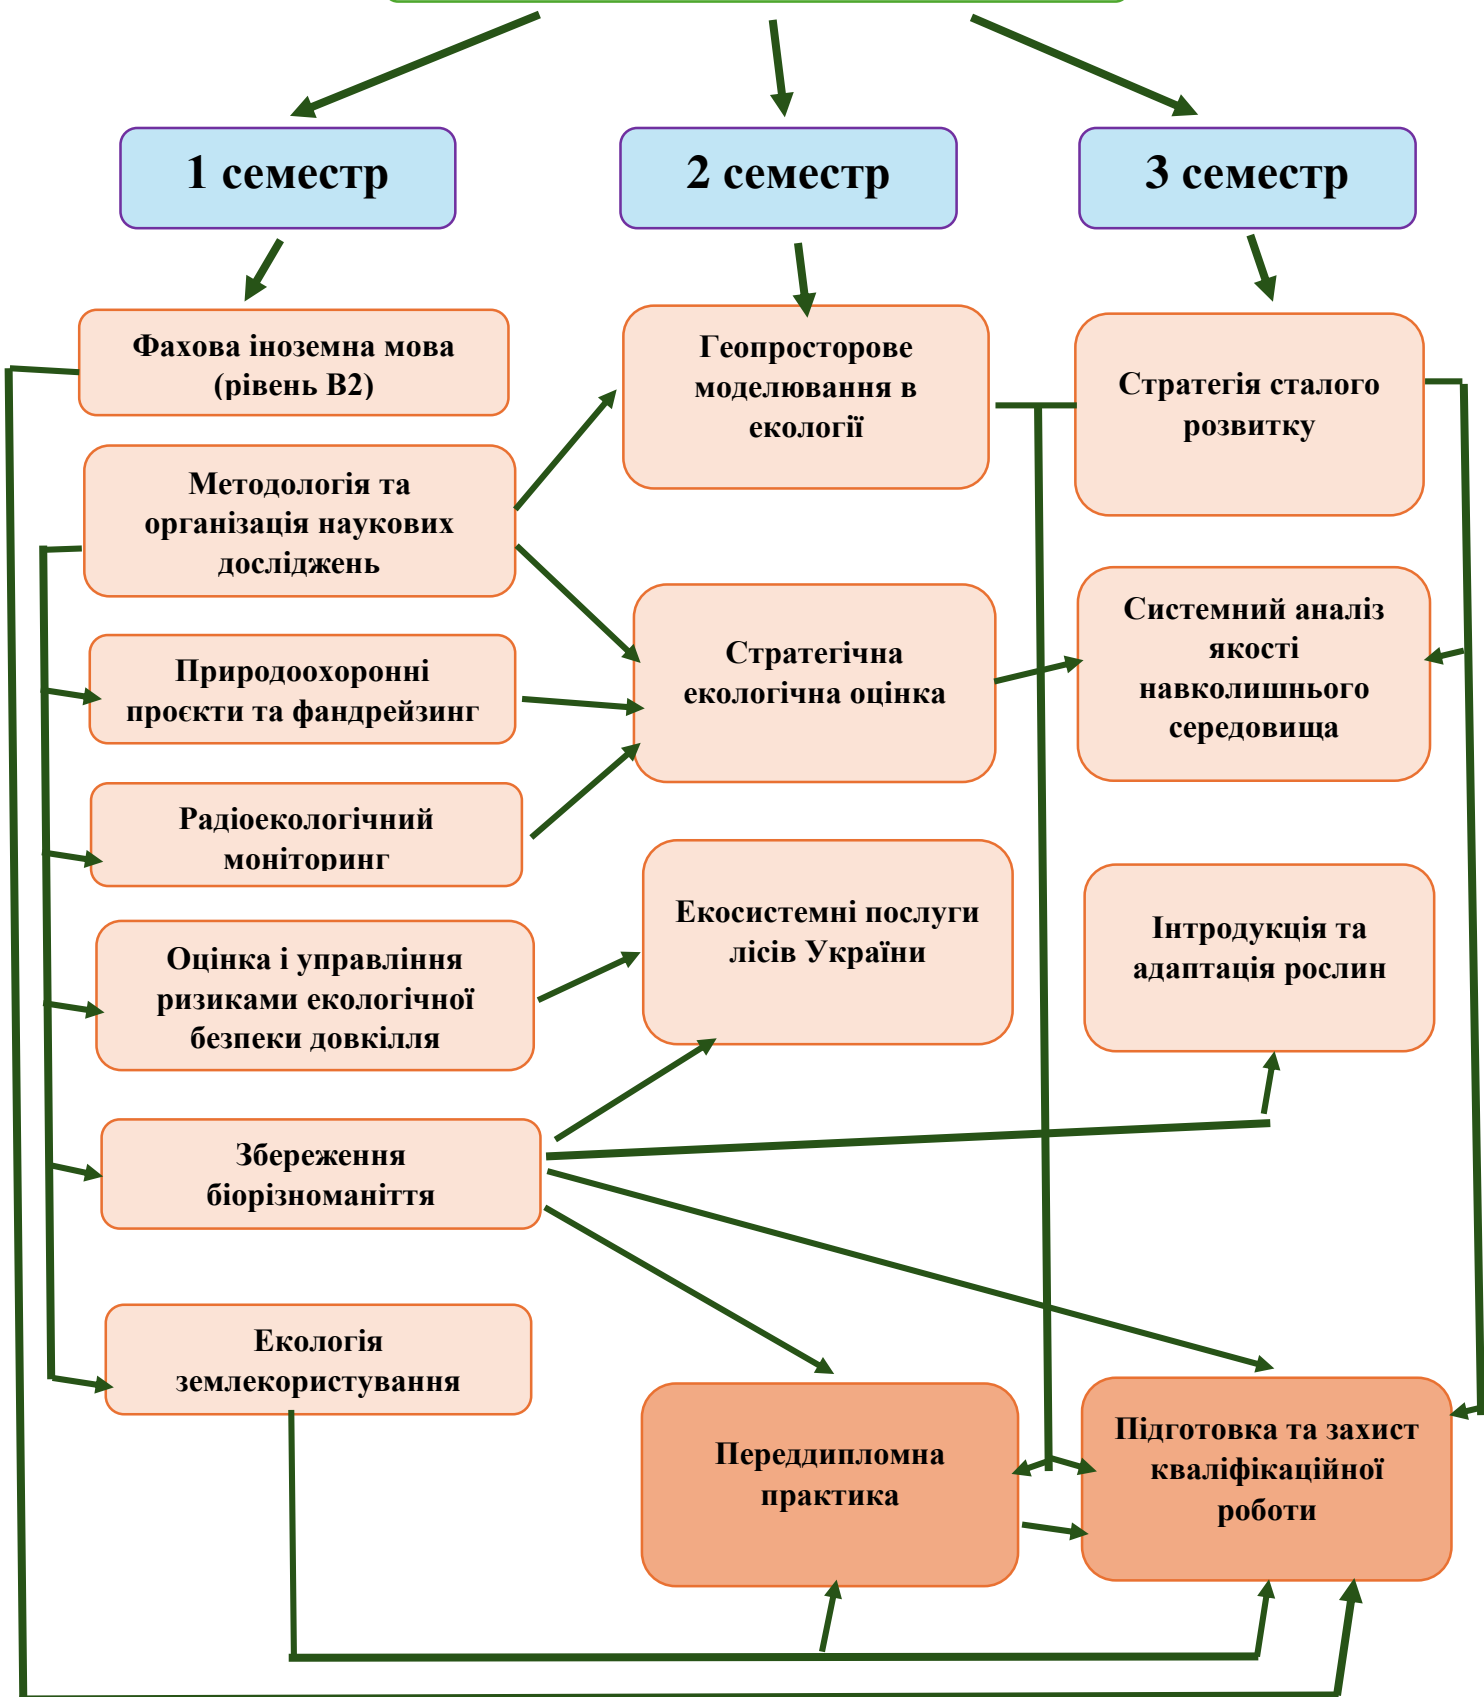 1 семестр
2 семестр
3 семестр
Фахова іноземна мова
(рівень В2)
Методологія та
організація наукових
досліджень
Природоохоронні
проєкти та фандрейзинг
Радіоекологічний
моніторинг
Оцінка і управління
ризиками екологічної
безпеки довкілля
Збереження
біорізноманіття
Екологія
землекористування
Геопросторове
моделювання в
екології
Стратегічна
екологічна оцінка
Екосистемні послуги
лісів України
Переддипломна
практика
Стратегія сталого
розвитку
Системний аналіз
якості
навколишнього
середовища
Інтродукція та
адаптація рослин
Підготовка та захист
кваліфікаційної
роботи